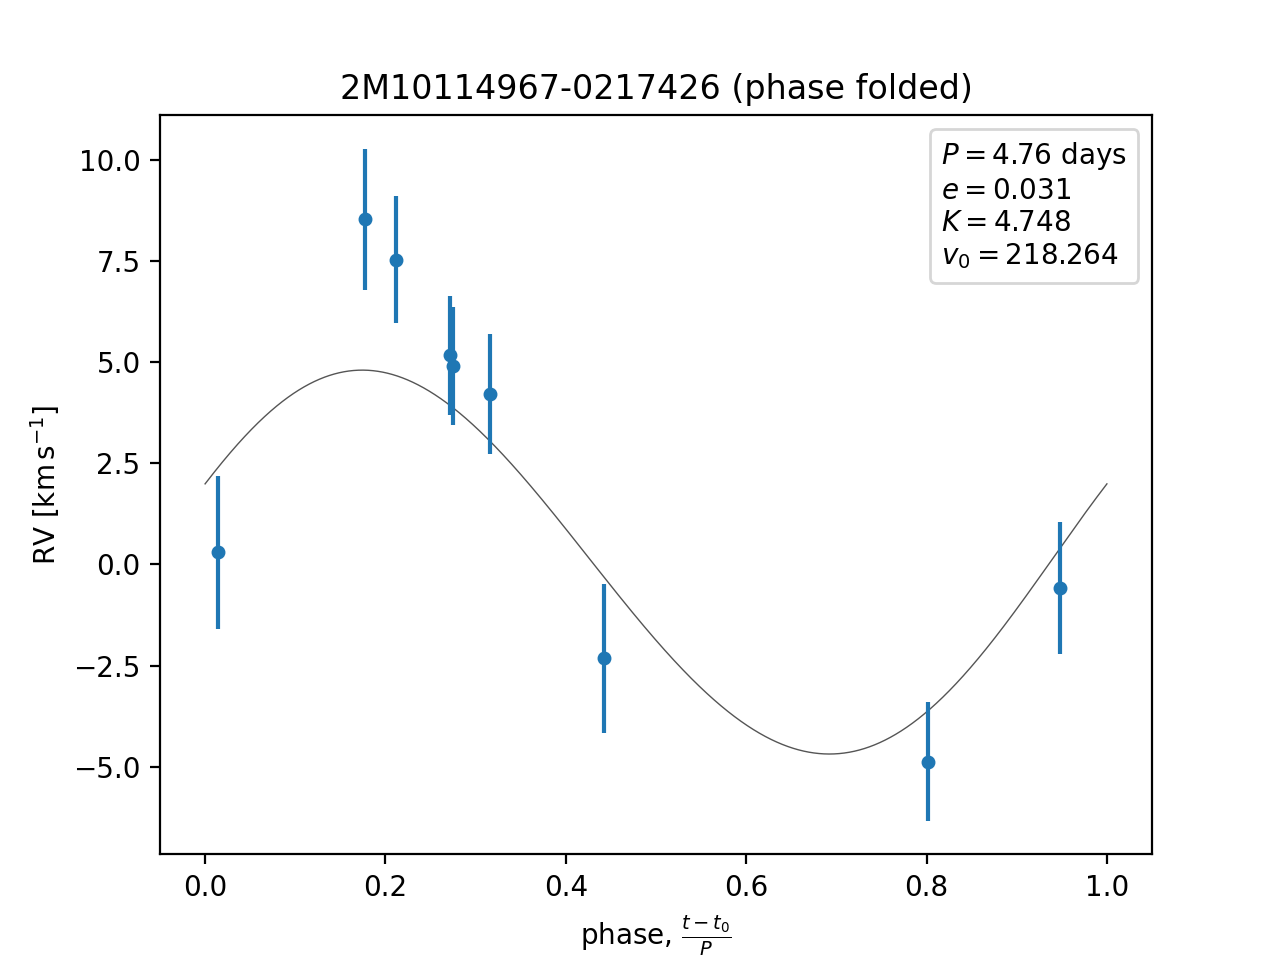 2M10114967-0217426 (phase folded)
P = 4.76 days
e = 0.031
K = 4.748
v₀ = 218.264
RV [km s⁻¹]
10.0
7.5
5.0
2.5
0.0
−2.5
−5.0
0.0 0.2 0.4 0.6 0.8 1.0
phase, (t − t₀)/P